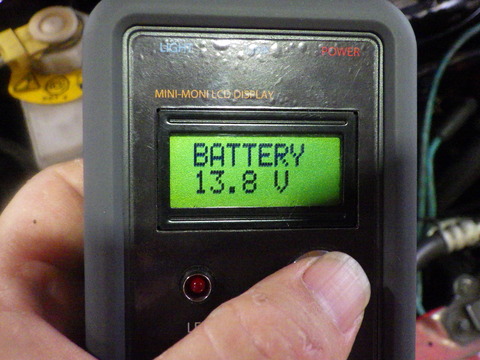 LIGHT
POWER
MINI-MONI LCD DISPLAY
BATTERY
13.8 V